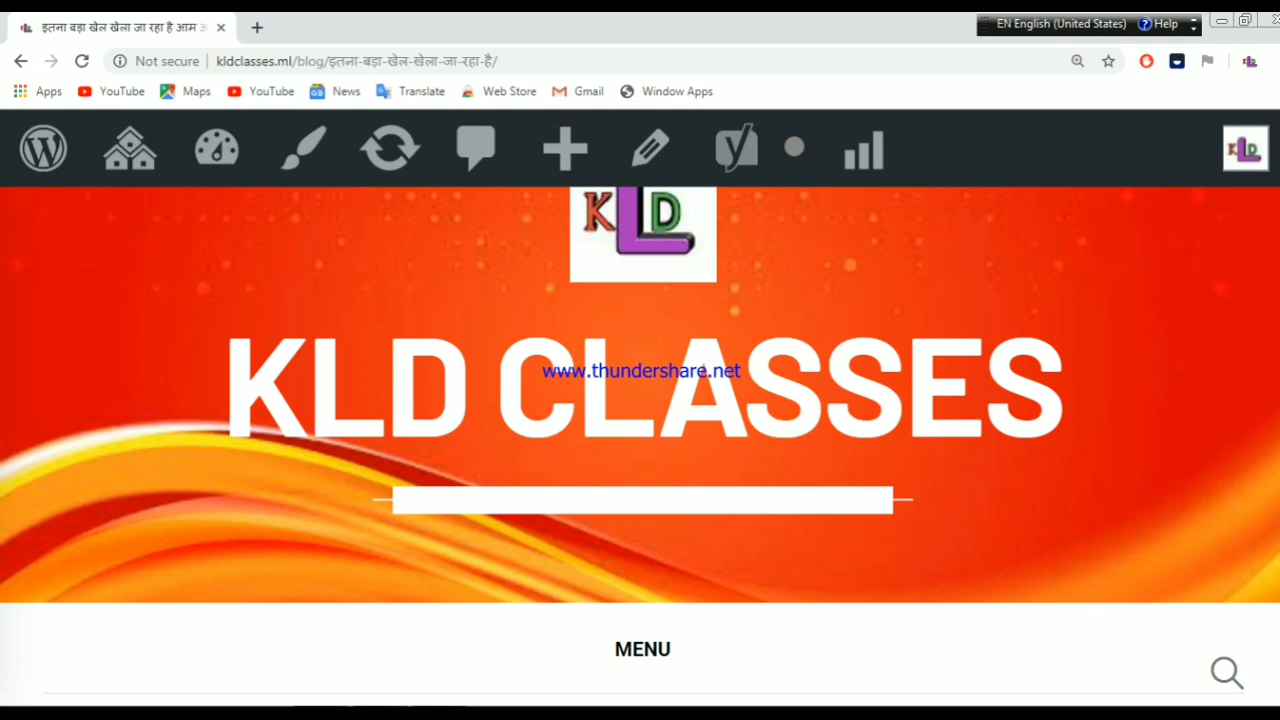 इतना बड़ा खेल खेला जा रहा है आम
EN English (United States) Help
Not secure | kldclasses.ml/blog/इतना-बड़ा-खेल-खेला-जा-रहा-है/
Apps YouTube Maps YouTube News Translate Web Store Gmail Window Apps
KLD
KLD
KLD CLASSES
www.thundershare.net
MENU